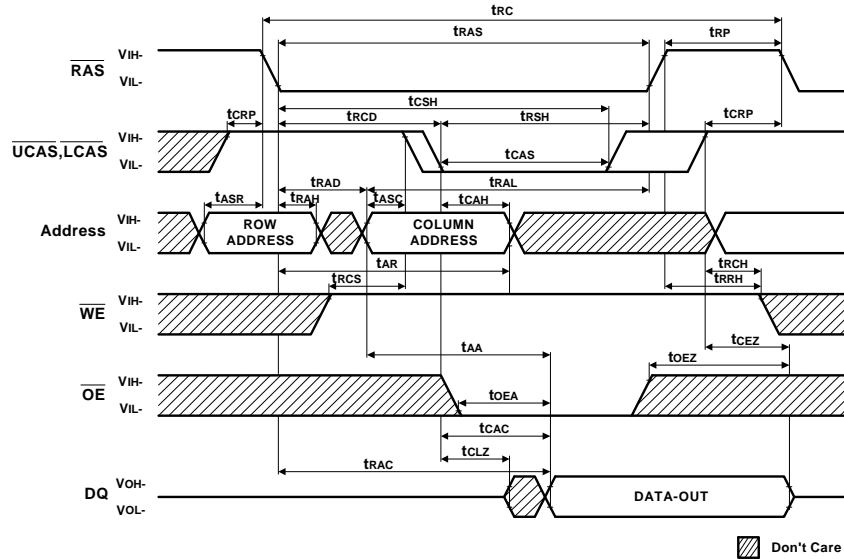 tRC
tRAS
tRP
RAS
VIH-
VIL-
tCSH
tCRP
tRCD
tRSH
tCRP
UCAS,LCAS
VIH-
VIL-
tCAS
tRAD
tRAL
tASR
tRAH
tASC
tCAH
Address
VIH-
VIL-
ROW
ADDRESS
COLUMN
ADDRESS
tAR
tRCH
tRCS
tRRH
WE
VIH-
VIL-
tCEZ
tAA
tOEZ
OE
VIH-
VIL-
tOEA
tCAC
tCLZ
tRAC
DQ
VOH-
VOL-
DATA-OUT
Don't Care